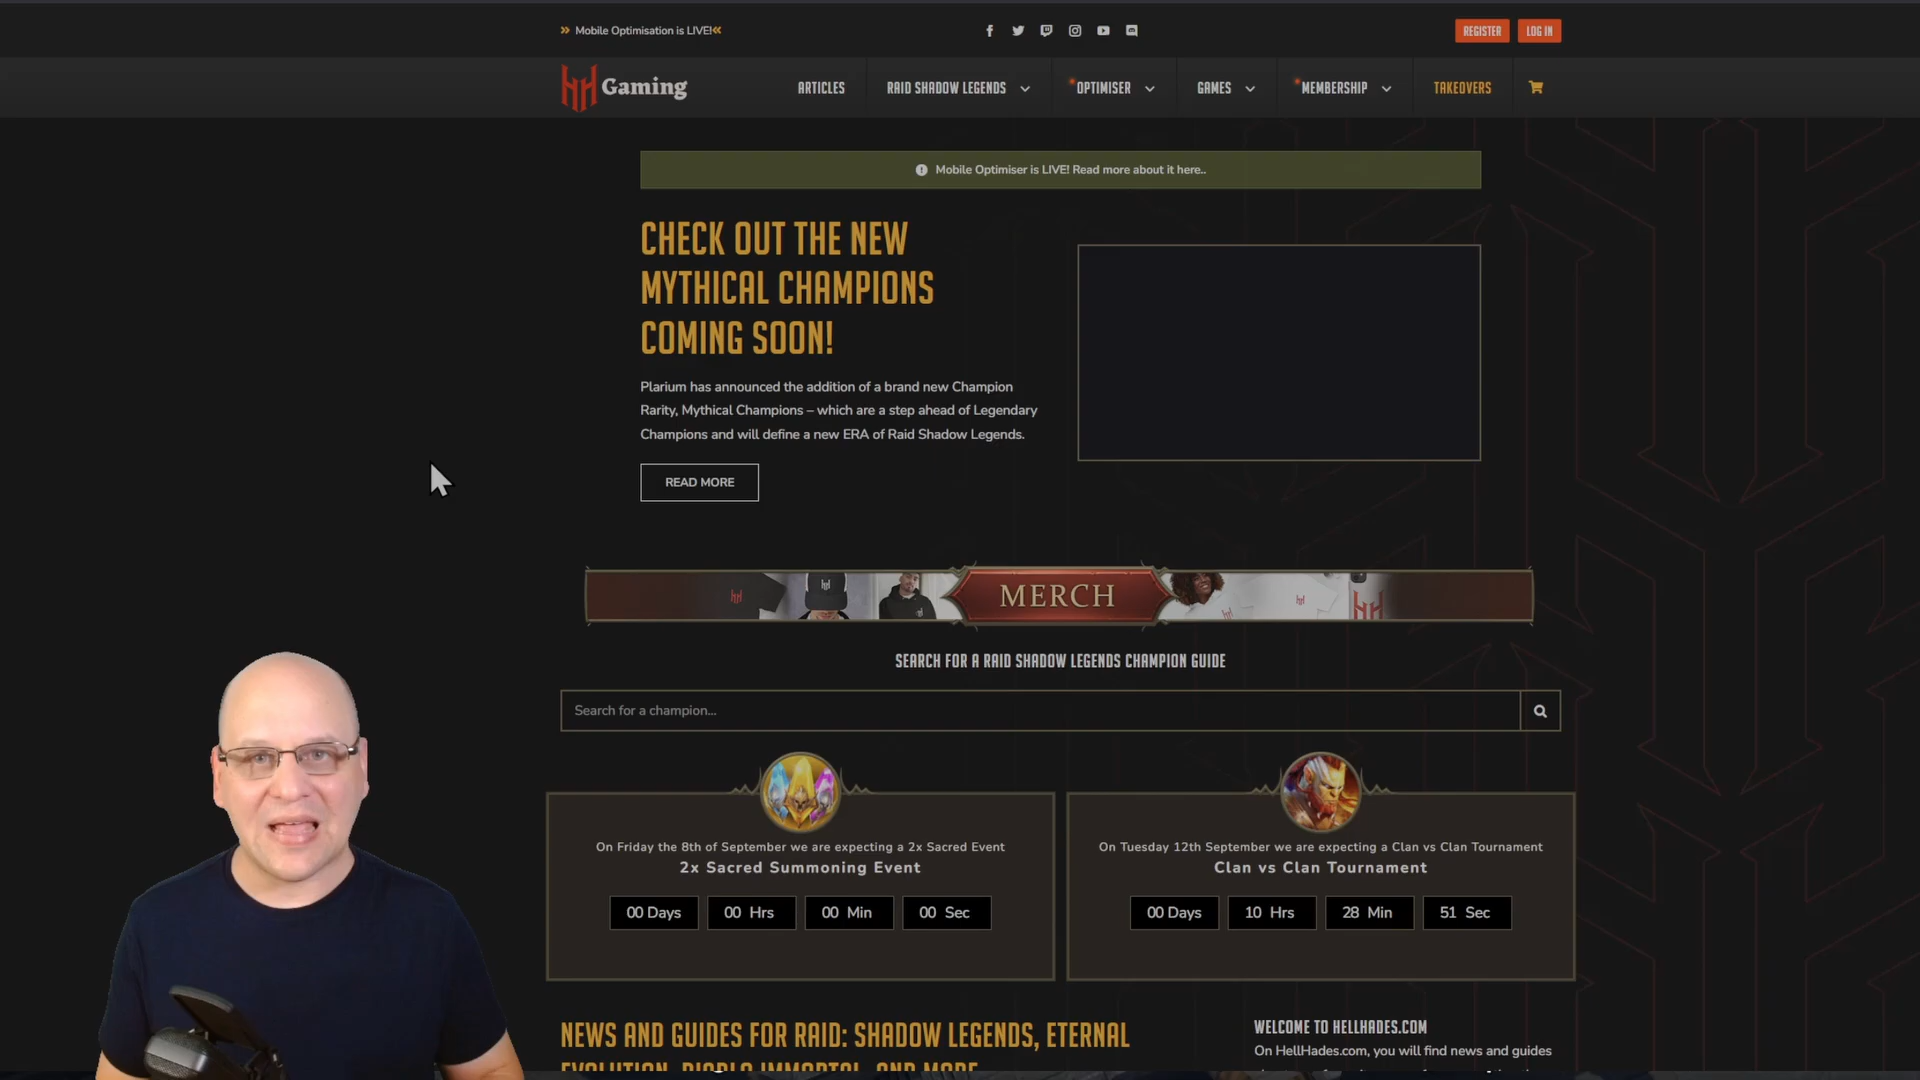 Mobile Optimisation is LIVE!
REGISTER
LOG IN
Gaming
ARTICLES
RAID SHADOW LEGENDS
*OPTIMISER
GAMES
*MEMBERSHIP
TAKEOVERS
Mobile Optimiser is LIVE! Read more about it here..
CHECK OUT THE NEW
MYTHICAL CHAMPIONS
COMING SOON!
Plarium has announced the addition of a brand new Champion
Rarity, Mythical Champions – which are a step ahead of Legendary
Champions and will define a new ERA of Raid Shadow Legends.
READ MORE
MERCH
SEARCH FOR A RAID SHADOW LEGENDS CHAMPION GUIDE
Search for a champion...
On Friday the 8th of September we are expecting a 2x Sacred Event
2x Sacred Summoning Event
00 Days 00 Hrs 00 Min 00 Sec
On Tuesday 12th September we are expecting a Clan vs Clan Tournament
Clan vs Clan Tournament
00 Days 10 Hrs 28 Min 51 Sec
NEWS AND GUIDES FOR RAID: SHADOW LEGENDS, ETERNAL
EVOLUTION, DIABLO IMMORTAL, AND MORE
WELCOME TO HELLHADES.COM
On HellHades.com, you will find news and guides